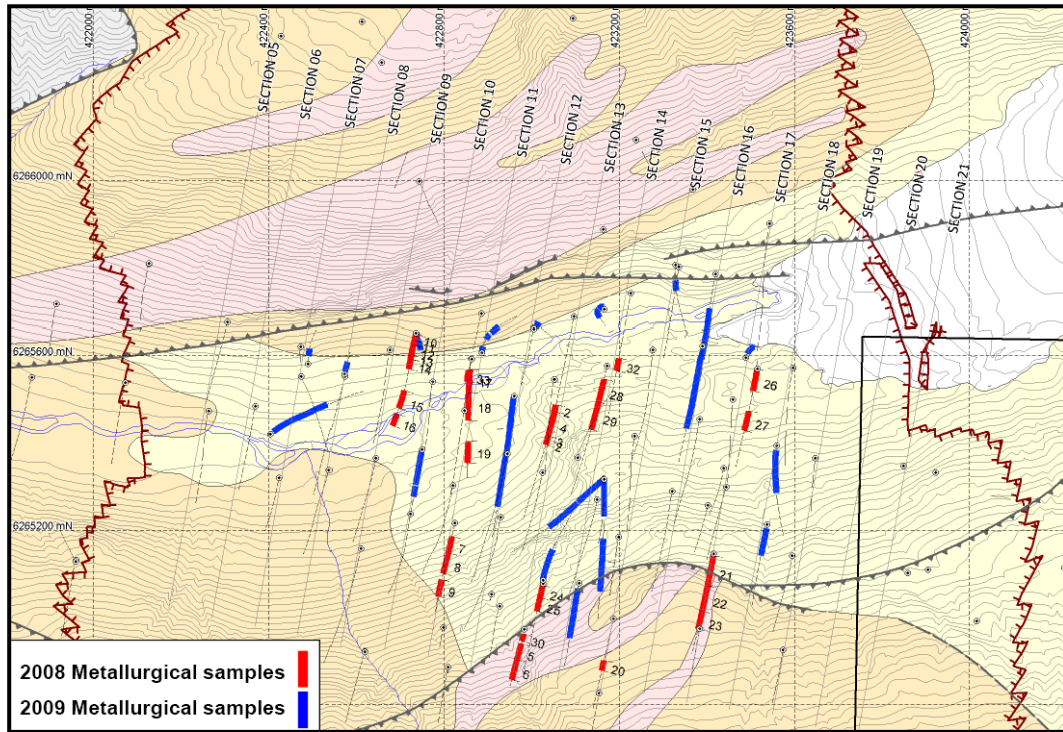 422000
422400
422800
423200
423600
424000
SECTION 05
SECTION 06
SECTION 07
SECTION 08
SECTION 09
SECTION 10
SECTION 11
SECTION 12
SECTION 13
SECTION 14
SECTION 15
SECTION 16
SECTION 17
SECTION 18
SECTION 19
SECTION 20
SECTION 21
6266000 mN
6265600 mN
10
14
32
26
17
28
15
18
2
16
4
29
27
19
6265200 mN
7
8
21
9
24
22
25
23
30
5
20
6
2008 Metallurgical samples
2009 Metallurgical samples